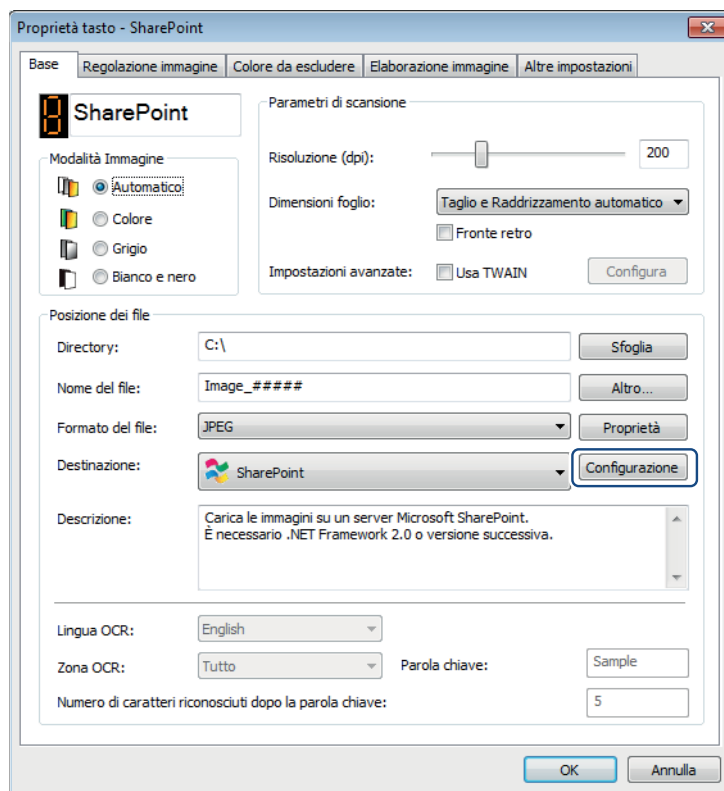 Proprietà tasto - SharePoint
Base Regolazione immagine Colore da escludere Elaborazione immagine Altre impostazioni
SharePoint
Modalità Immagine
Automatico
Colore
Grigio
Bianco e nero
Parametri di scansione
Risoluzione (dpi): 200
Dimensioni foglio: Taglio e Raddrizzamento automatico
Fronte retro
Impostazioni avanzate: Usa TWAIN Configura
Posizione dei file
Directory: C:\ Sfoglia
Nome del file: Image_##### Altro...
Formato del file: JPEG Proprietà
Destinazione: SharePoint Configurazione
Descrizione: Carica le immagini su un server Microsoft SharePoint.
È necessario .NET Framework 2.0 o versione successiva.
Lingua OCR: English
Zona OCR: Tutto Parola chiave: Sample
Numero di caratteri riconosciuti dopo la parola chiave: 5
OK Annulla